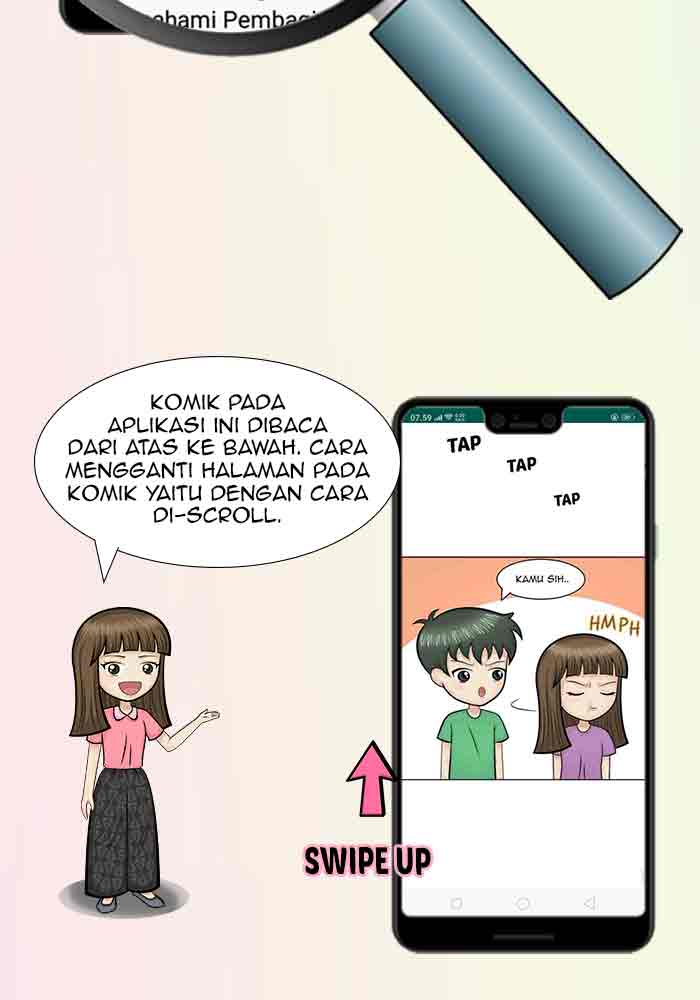 Pembagi
KOMIK PADA
APLIKASI INI DIBACA
DARI ATAS KE BAWAH. CARA
MENGGANTI HALAMAN PADA
KOMIK YAITU DENGAN CARA
DI-SCROLL.
07.59
TAP
TAP
TAP
KAMU SIH..
HMPH
SWIPE UP